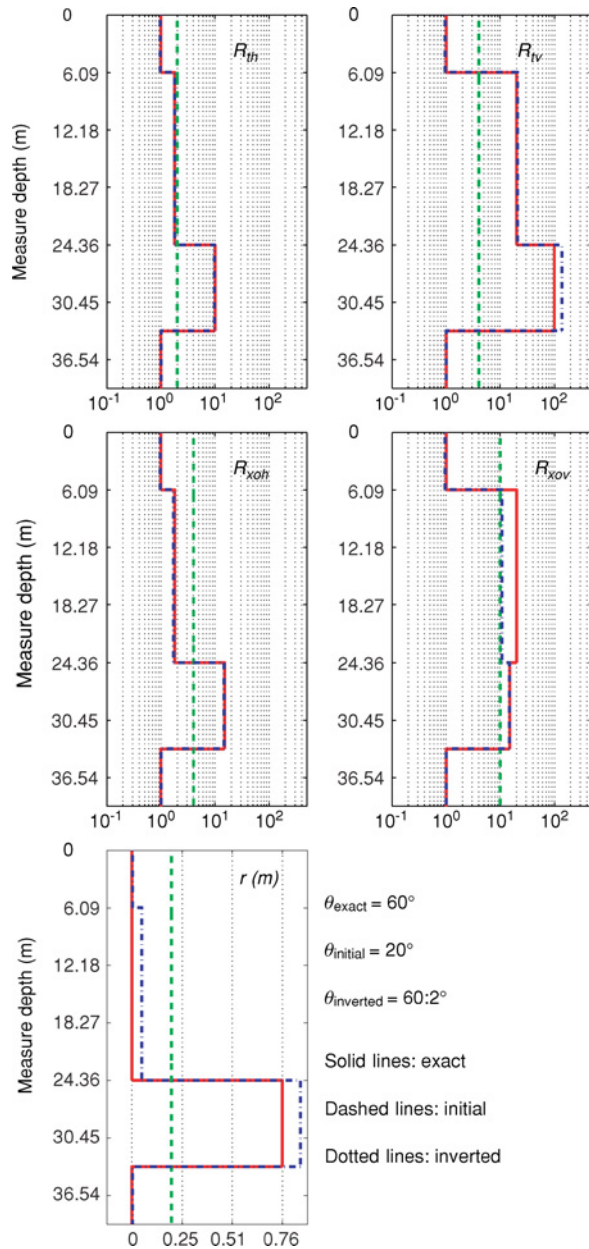 0
R_th
6.09
12.18
18.27
24.36
30.45
36.54
Measure depth (m)
10^-1 10^0 10^1 10^2
0
R_tv
6.09
12.18
18.27
24.36
30.45
36.54
10^-1 10^0 10^1 10^2
0
R_xoh
6.09
12.18
18.27
24.36
30.45
36.54
Measure depth (m)
10^-1 10^0 10^1 10^2
0
R_xov
6.09
12.18
18.27
24.36
30.45
36.54
10^-1 10^0 10^1 10^2
0
r (m)
6.09
12.18
18.27
24.36
30.45
36.54
Measure depth (m)
0 0.25 0.51 0.76
θ_exact = 60°
θ_initial = 20°
θ_inverted = 60:2°
Solid lines: exact
Dashed lines: initial
Dotted lines: inverted